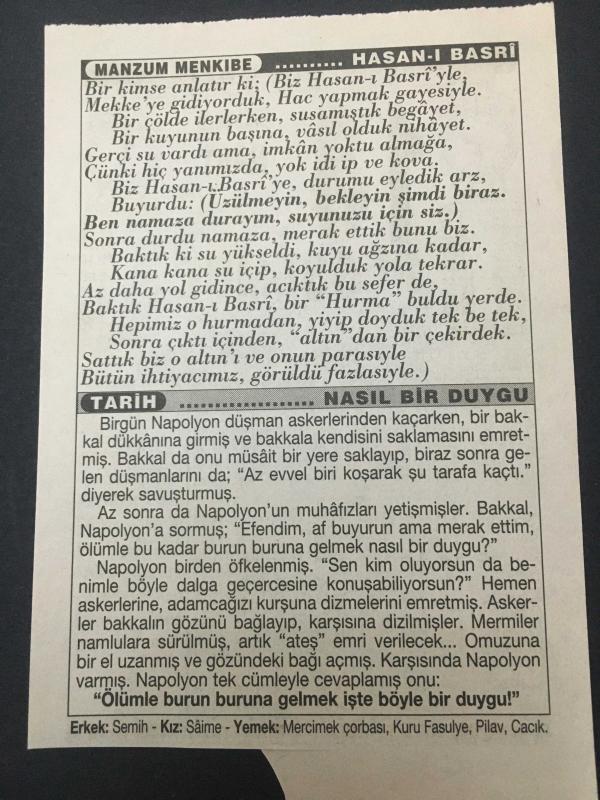 MANZUM MENKIBE .......... HASAN-I BASRÎ
Bir kimse anlatır ki; (Biz Hasan-ı Basrî'yle,
Mekke'ye gidiyorduk, Hac yapmak gayesiyle.
Bir çölde ilerlerken, susamıştık begâyet,
Bir kuyunun başına, vâsıl olduk nihâyet.
Gerçi su vardı ama, imkân yoktu almağa,
Çünki hiç yanımızda, yok idi ip ve kova.
Biz Hasan-ı Basrî'ye, durumu eyledik arz,
Buyurdu: (Üzülmeyin, bekleyin şimdi biraz.
Ben namaza durayım, suyunuzu için siz.)
Sonra durdu namaza, merak ettik bunu biz.
Baktık ki su yükseldi, kuyu ağzına kadar,
Kana kana su içip, koyulduk yola tekrar.
Az daha yol gidince, acıktık bu sefer de,
Baktık Hasan-ı Basrî, bir "Hurma" buldu yerde.
Hepimiz o hurmadan, yiyip doyduk tek be tek,
Sonra çıktı içinden, "altın"dan bir çekirdek.
Sattık biz o altın'ı ve onun parasıyle
Bütün ihtiyacımız, görüldü fazlasıyle.)
TARİH .................... NASIL BİR DUYGU
Birgün Napolyon düşman askerlerinden kaçarken, bir bak-
kal dükkânına girmiş ve bakkala kendisini saklamasını emret-
miş. Bakkal da onu müsâit bir yere saklayıp, biraz sonra ge-
len düşmanlarını da; "Az evvel biri koşarak şu tarafa kaçtı."
diyerek savuşturmuş.
Az sonra da Napolyon'un muhâfızları yetişmişler. Bakkal,
Napolyon'a sormuş; "Efendim, af buyurun ama merak ettim,
ölümle bu kadar burun buruna gelmek nasıl bir duygu?"
Napolyon birden öfkelenmiş. "Sen kim oluyorsun da be-
nimle böyle dalga geçercesine konuşabiliyorsun?" Hemen
askerlerine, adamcağızı kurşuna dizmelerini emretmiş. Asker-
ler bakkalın gözünü bağlayıp, karşısına dizilmişler. Mermiler
namlulara sürülmüş, artık "ateş" emri verilecek... Omuzuna
bir el uzanmış ve gözündeki bağı açmış. Karşısında Napolyon
varmış. Napolyon tek cümleyle cevaplamış onu:
"Ölümle burun buruna gelmek işte böyle bir duygu!"
Erkek: Semih - Kız: Sâime - Yemek: Mercimek çorbası, Kuru Fasulye, Pilav, Cacık.